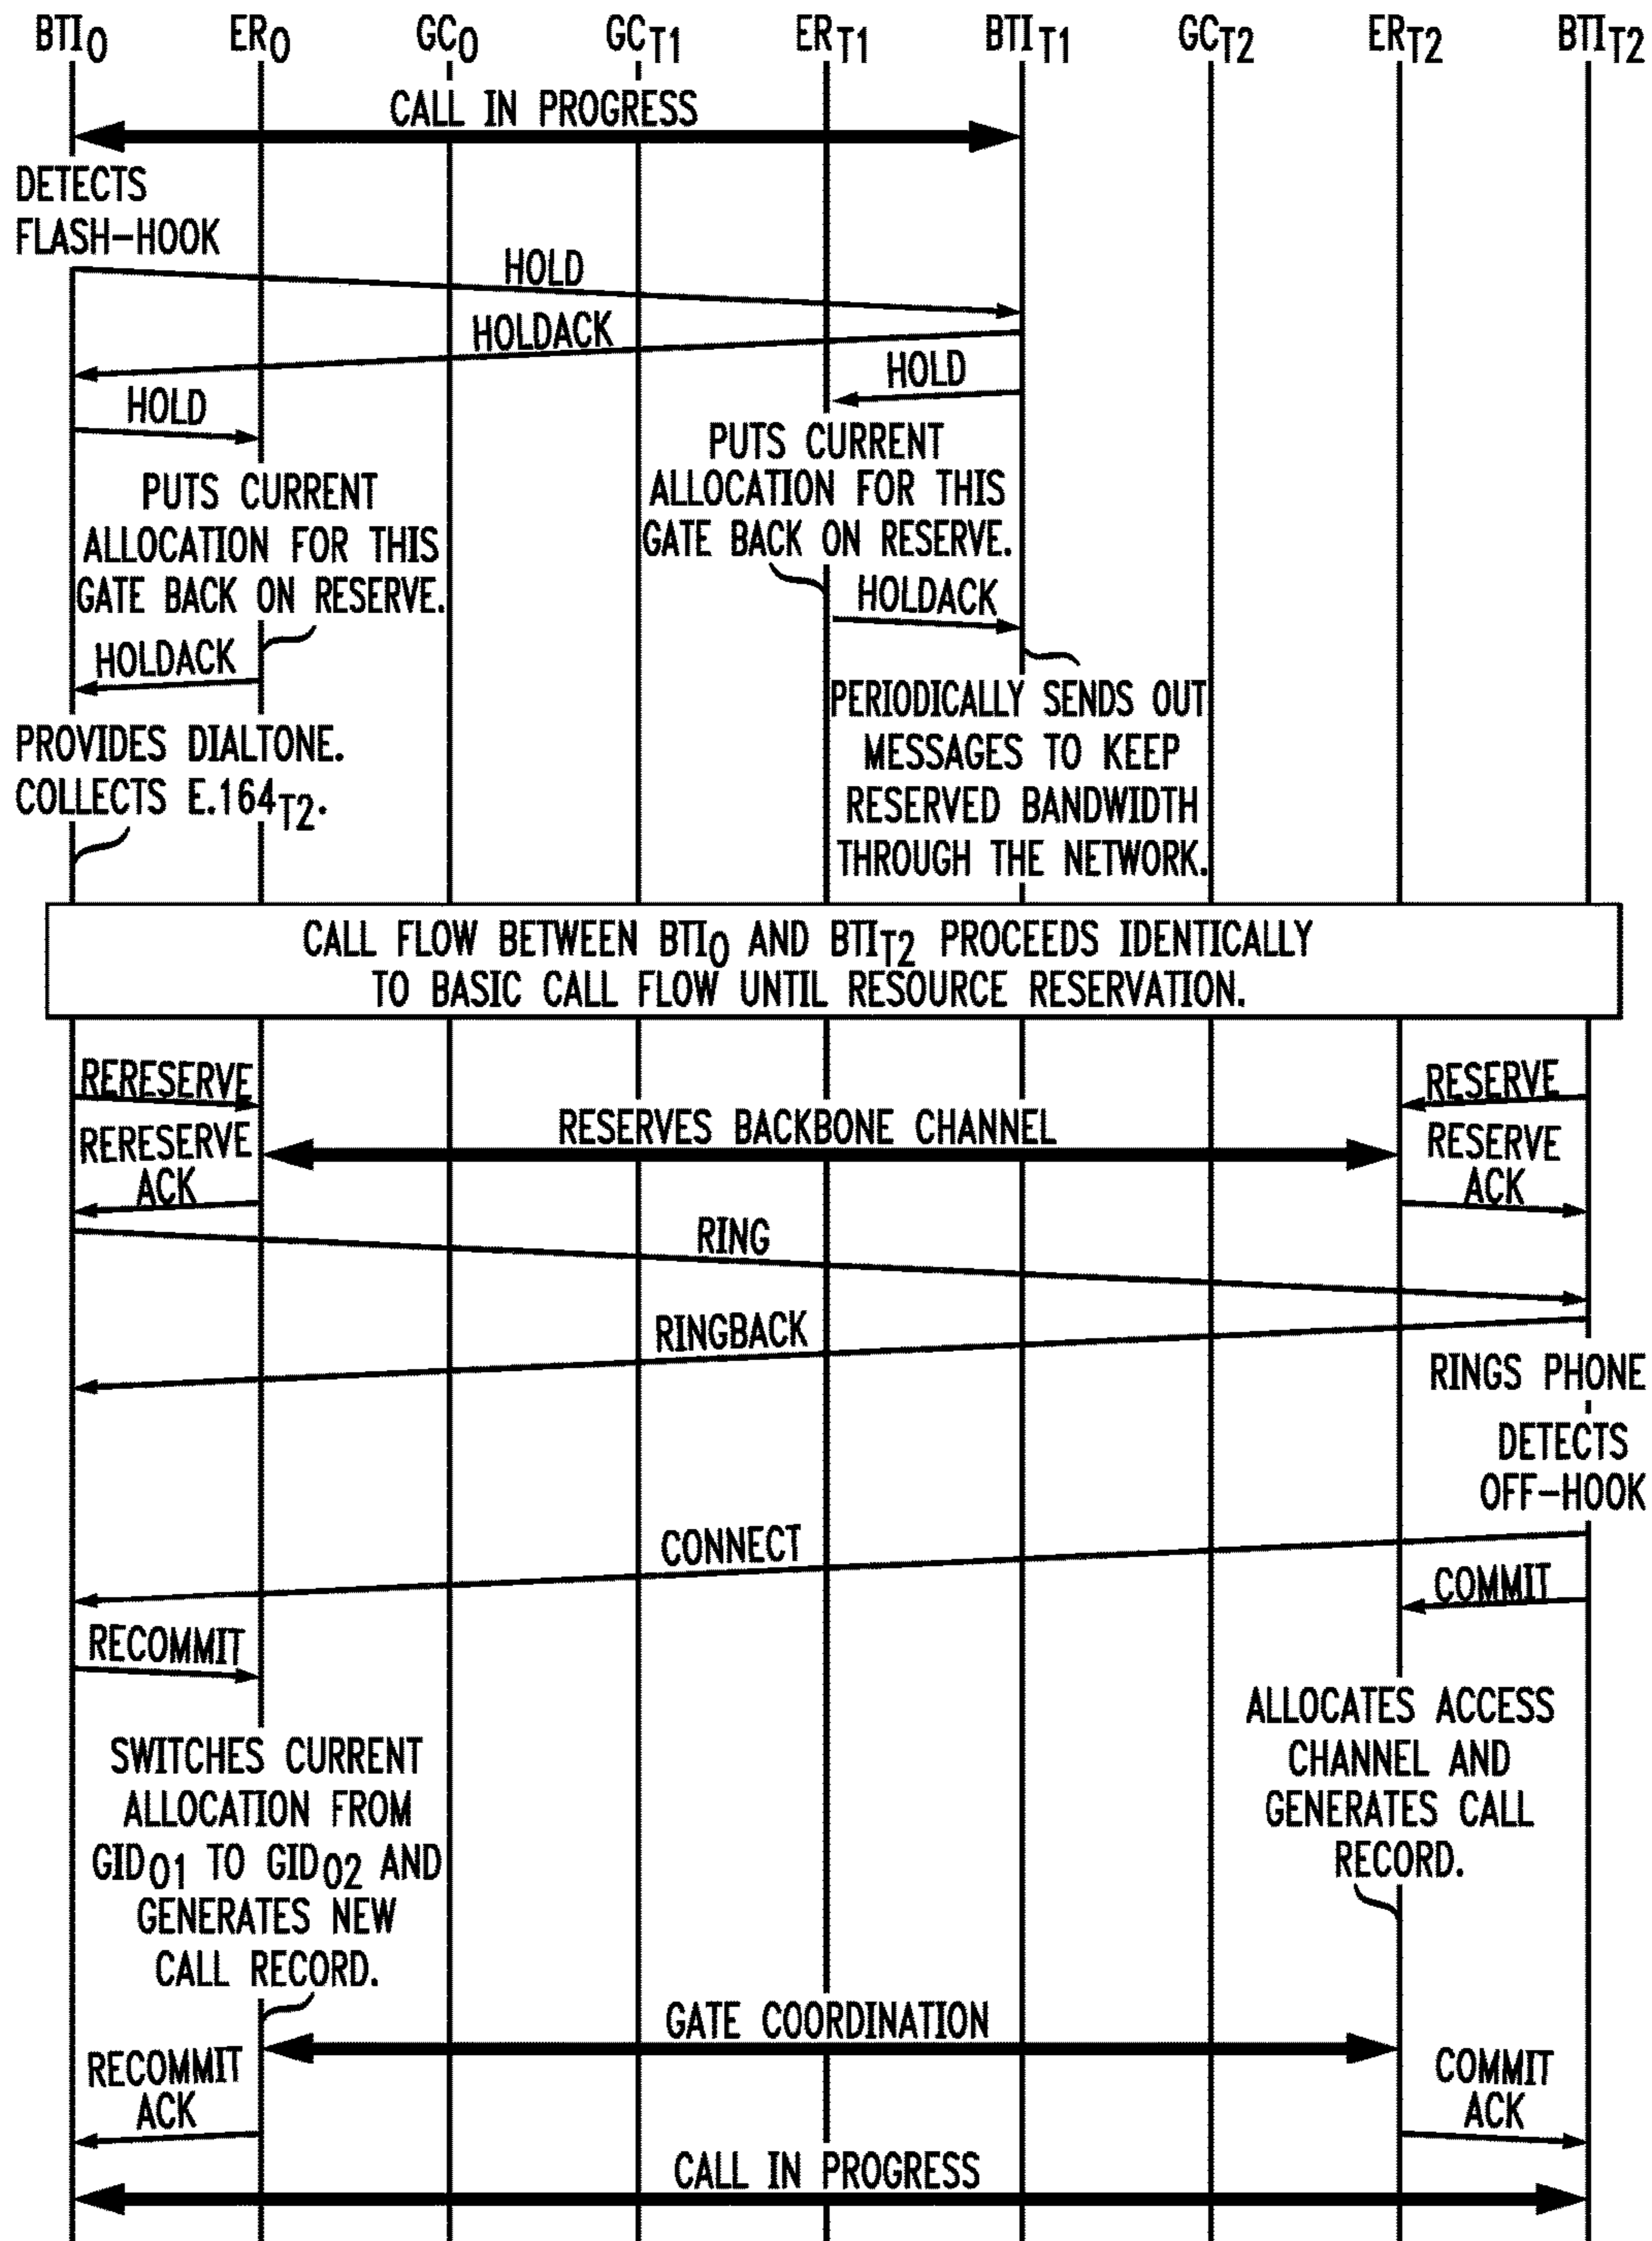 BTI0 ER0 GC0 GCT1 ERT1 BTIT1 GCT2 ERT2 BTIT2
CALL IN PROGRESS
DETECTS
FLASH-HOOK
HOLD
HOLDACK
HOLD
HOLD
PUTS CURRENT
ALLOCATION FOR THIS
GATE BACK ON RESERVE.
PUTS CURRENT
ALLOCATION FOR THIS
GATE BACK ON RESERVE.
HOLDACK
HOLDACK
PERIODICALLY SENDS OUT
MESSAGES TO KEEP
RESERVED BANDWIDTH
THROUGH THE NETWORK.
PROVIDES DIALTONE.
COLLECTS E.164T2.
CALL FLOW BETWEEN BTI0 AND BTIT2 PROCEEDS IDENTICALLY
TO BASIC CALL FLOW UNTIL RESOURCE RESERVATION.
RERESERVE
RESERVE
RESERVES BACKBONE CHANNEL
RERESERVE
ACK
RESERVE
ACK
RING
RINGBACK
RINGS PHONE
DETECTS
OFF-HOOK
CONNECT
COMMIT
RECOMMIT
ALLOCATES ACCESS
CHANNEL AND
GENERATES CALL
RECORD.
SWITCHES CURRENT
ALLOCATION FROM
GID01 TO GID02 AND
GENERATES NEW
CALL RECORD.
GATE COORDINATION
RECOMMIT
ACK
COMMIT
ACK
CALL IN PROGRESS